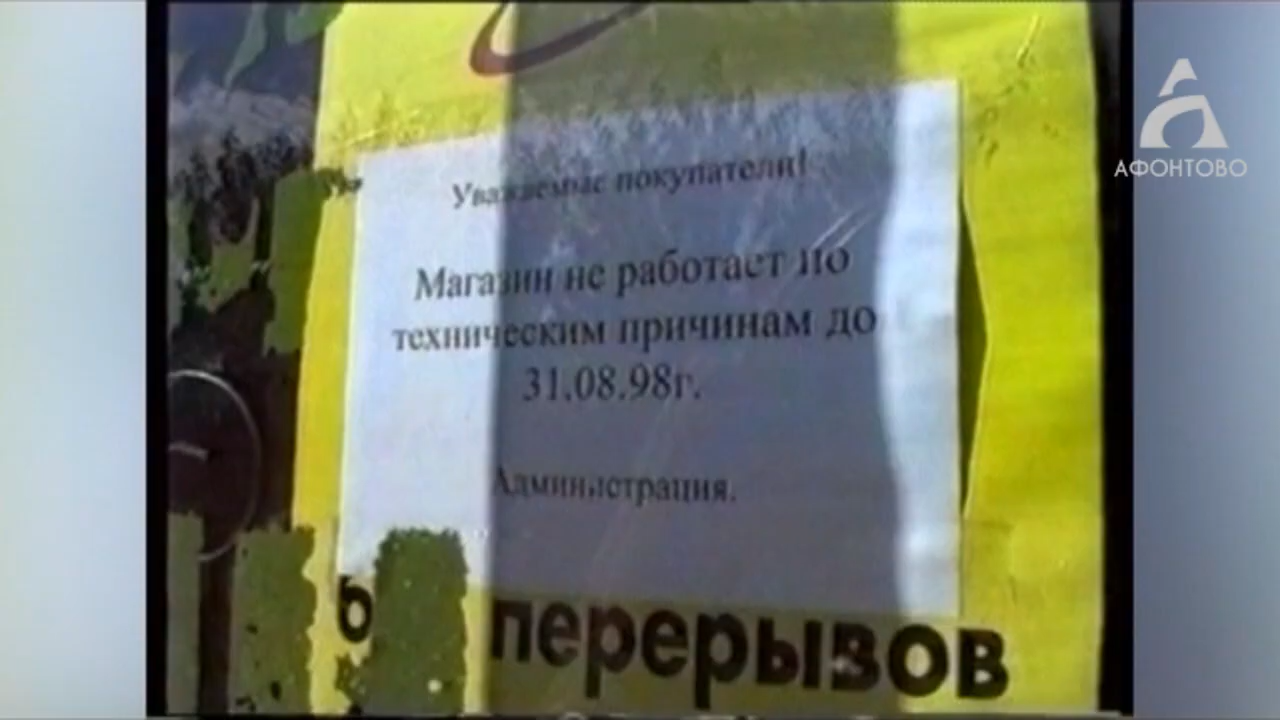 Уважаемые покупатели!
Магазин не работает по
техническим причинам до
31.08.98г.
Администрация.
перерывов
АФОНТОВО